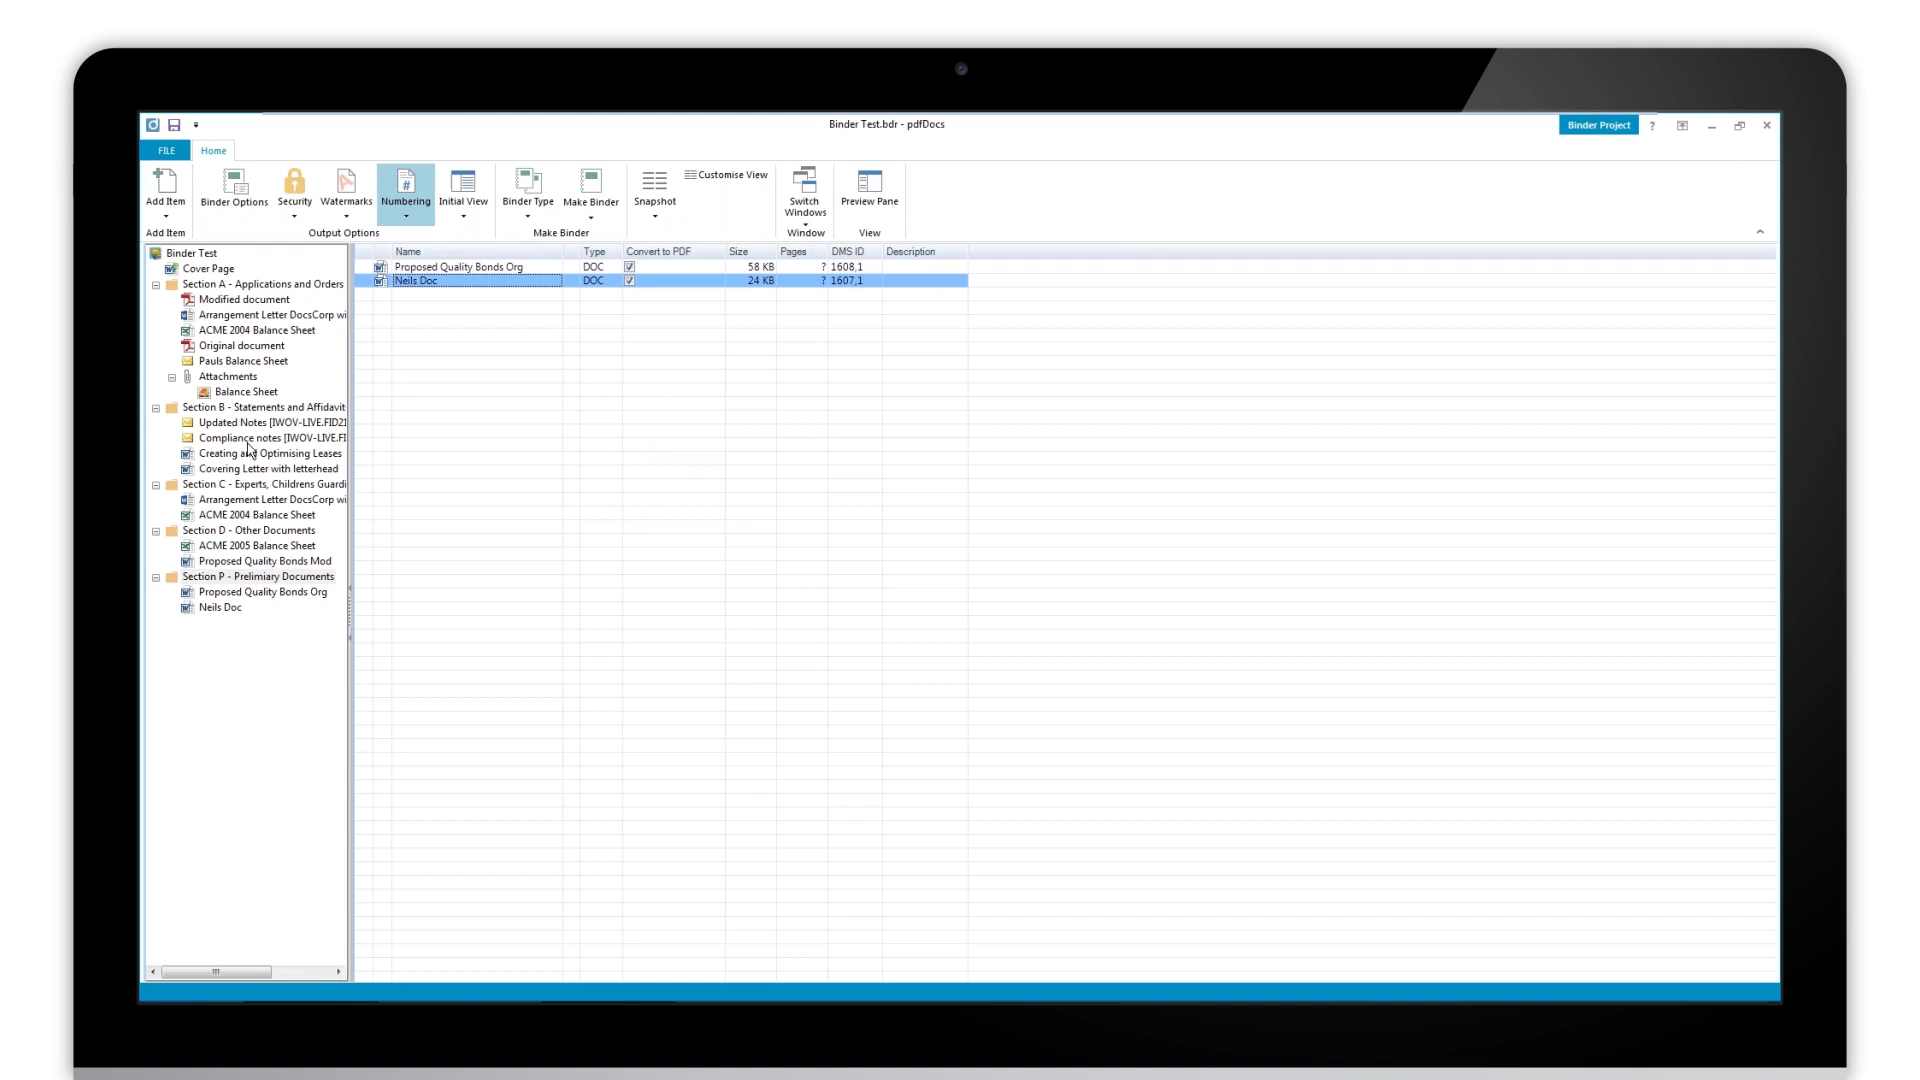 Binder Test.bdr - pdfDocs
Binder Project ?
FILE Home
Add Item
Binder Options
Security
Watermarks
Numbering
Initial View
Binder Type
Make Binder
Snapshot
Customise View
Switch Windows
Preview Pane
Add Item
Output Options
Make Binder
Window
View
Binder Test
Cover Page
Section A - Applications and Orders
Modified document
Arrangement Letter DocsCorp wi
ACME 2004 Balance Sheet
Original document
Pauls Balance Sheet
Attachments
Balance Sheet
Section B - Statements and Affidavit
Updated Notes [IWOV-LIVE.FID21
Compliance notes [IWOV-LIVE.FI
Creating and Optimising Leases
Covering Letter with letterhead
Section C - Experts, Childrens Guardi
Arrangement Letter DocsCorp wi
ACME 2004 Balance Sheet
Section D - Other Documents
ACME 2005 Balance Sheet
Proposed Quality Bonds Mod
Section P - Prelimiary Documents
Proposed Quality Bonds Org
Neils Doc
Name Type Convert to PDF Size Pages DMS ID Description
Proposed Quality Bonds Org DOC 58 KB ? 1608,1
Neils Doc DOC 24 KB ? 1607,1